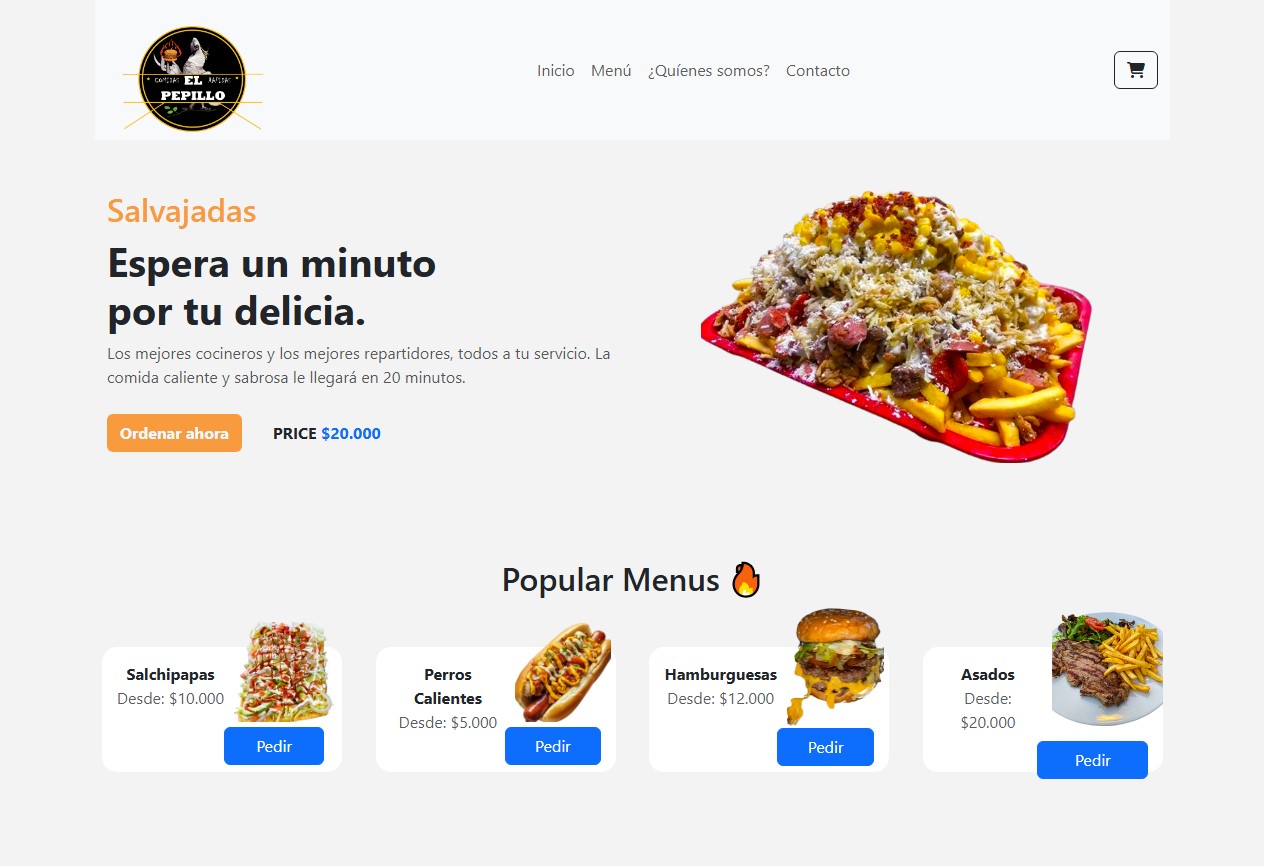 COMIDAS EL RAPIDAS
PEPILLO
Inicio Menú ¿Quíenes somos? Contacto
Salvajadas
Espera un minuto
por tu delicia.
Los mejores cocineros y los mejores repartidores, todos a tu servicio. La
comida caliente y sabrosa le llegará en 20 minutos.
Ordenar ahora PRICE $20.000
Popular Menus
Salchipapas
Desde: $10.000
Pedir
Perros
Calientes
Desde: $5.000
Pedir
Hamburguesas
Desde: $12.000
Pedir
Asados
Desde:
$20.000
Pedir